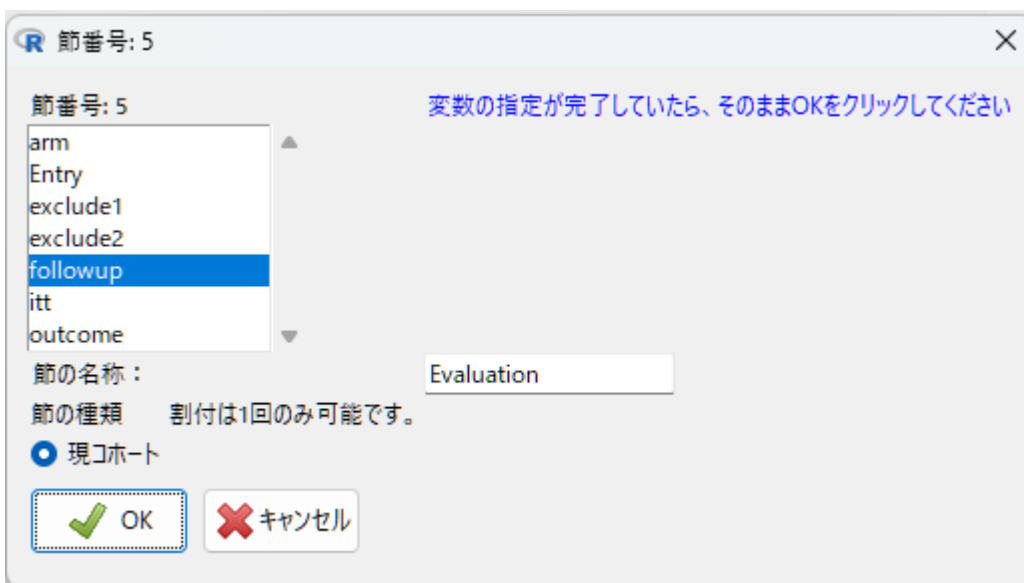 節番号: 5
節番号: 5
変数の指定が完了していたら、そのままOKをクリックしてください
arm
Entry
exclude1
exclude2
followup
itt
outcome
節の名称：
Evaluation
節の種類 割付は1回のみ可能です。
現コホート
OK キャンセル